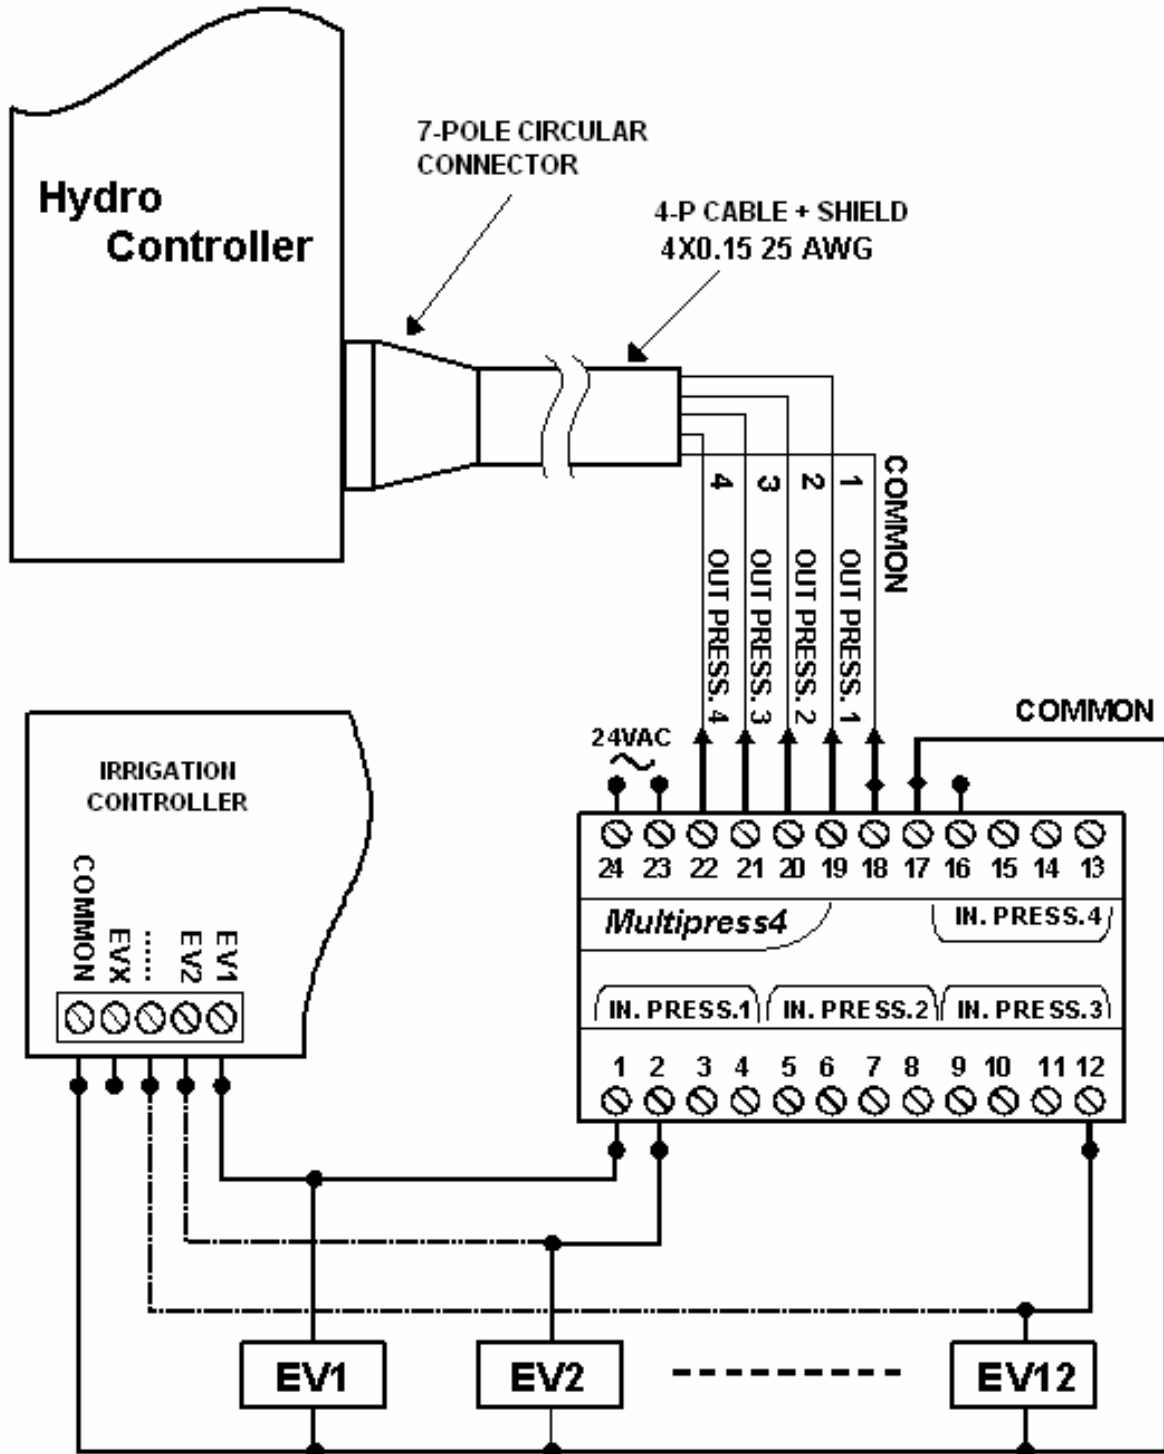 7-POLE CIRCULAR
CONNECTOR
Hydro
Controller
4-P CABLE + SHIELD
4X0.15 25 AWG
4 3 2 1
COMMON
OUT PRESS. 4
OUT PRESS. 3
OUT PRESS. 2
OUT PRESS. 1
COMMON
24VAC
IRRIGATION
CONTROLLER
COMMON
EVX
......
EV2
EV1
24 23 22 21 20 19 18 17 16 15 14 13
Multipress4
IN. PRESS.4
IN. PRESS.1 IN. PRESS.2 IN. PRESS.3
1 2 3 4 5 6 7 8 9 10 11 12
EV1 EV2 EV12